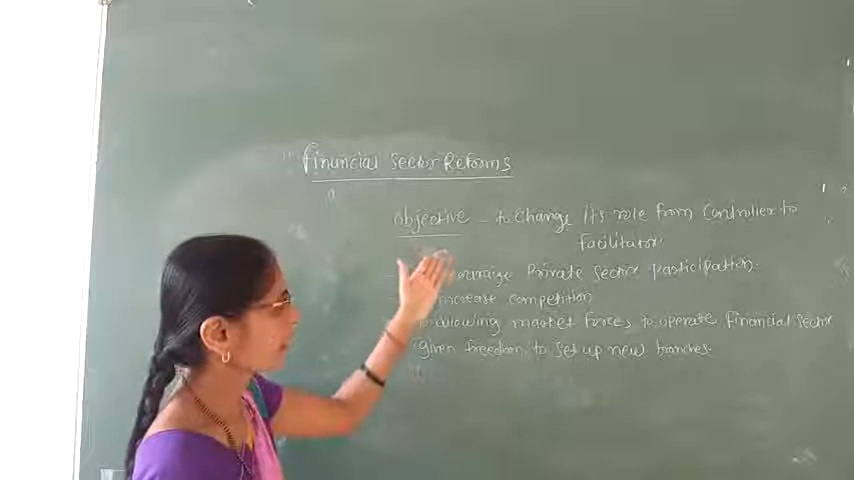 Financial Sector Reforms
Objective - to change its role from controller to
facilitator
Private Sector participation.
increase competition
allowing market forces to operate financial sector
given freedom to set up new branches.